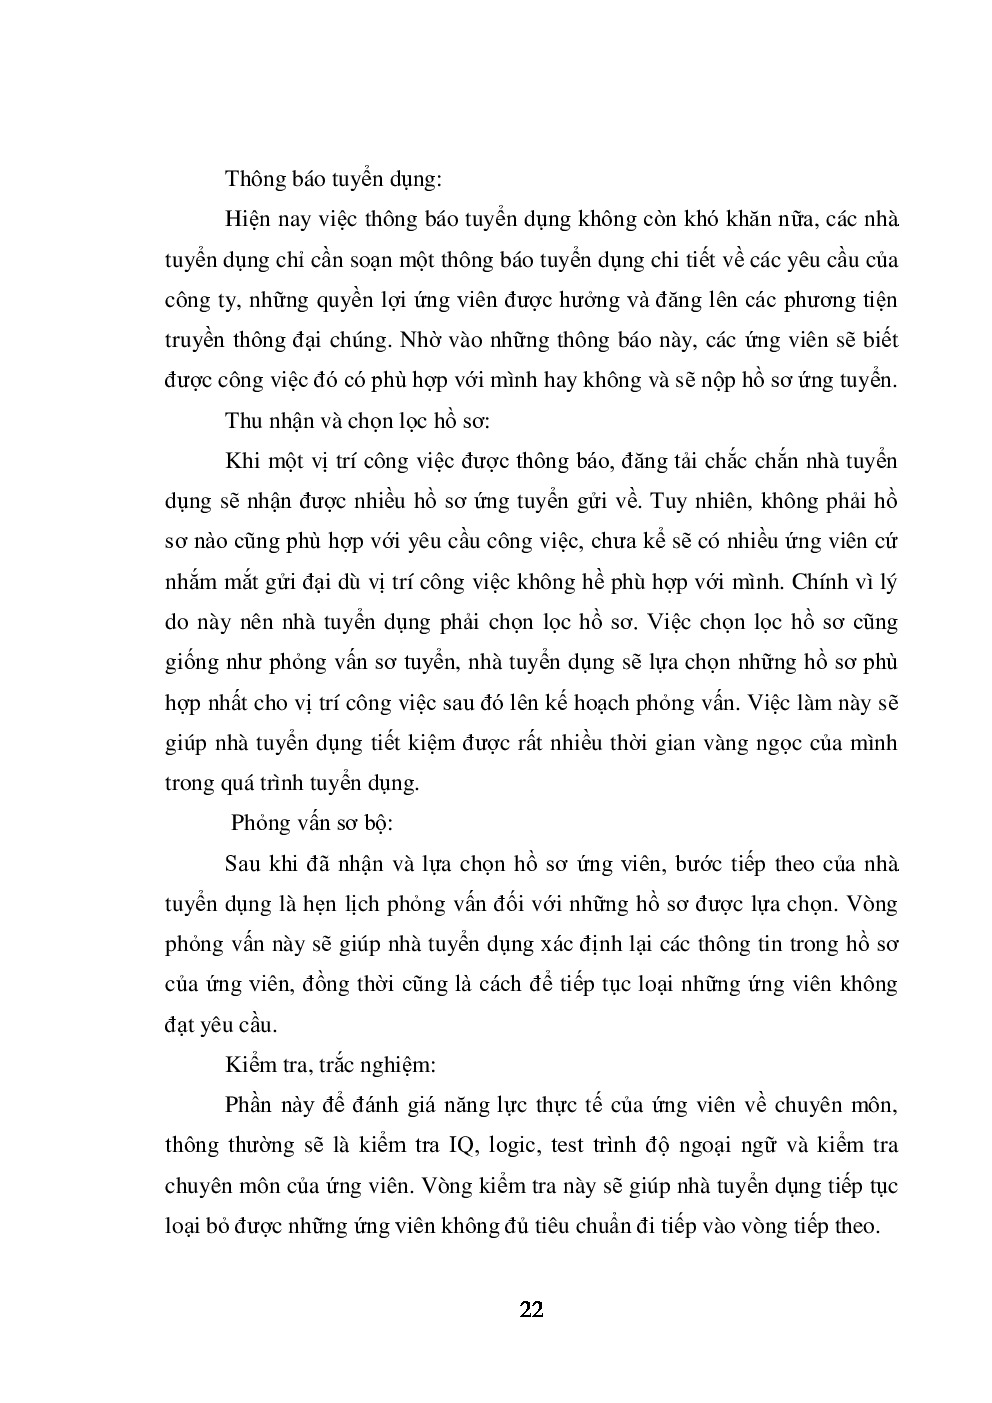 Thông báo tuyển dụng:
Hiện nay việc thông báo tuyển dụng không còn khó khăn nữa, các nhà
tuyển dụng chỉ cần soạn một thông báo tuyển dụng chi tiết về các yêu cầu của
công ty, những quyền lợi ứng viên được hưởng và đăng lên các phương tiện
truyền thông đại chúng. Nhờ vào những thông báo này, các ứng viên sẽ biết
được công việc đó có phù hợp với mình hay không và sẽ nộp hồ sơ ứng tuyển.
Thu nhận và chọn lọc hồ sơ:
Khi một vị trí công việc được thông báo, đăng tải chắc chắn nhà tuyển
dụng sẽ nhận được nhiều hồ sơ ứng tuyển gửi về. Tuy nhiên, không phải hồ
sơ nào cũng phù hợp với yêu cầu công việc, chưa kể sẽ có nhiều ứng viên cứ
nhắm mắt gửi đại dù vị trí công việc không hề phù hợp với mình. Chính vì lý
do này nên nhà tuyển dụng phải chọn lọc hồ sơ. Việc chọn lọc hồ sơ cũng
giống như phỏng vấn sơ tuyển, nhà tuyển dụng sẽ lựa chọn những hồ sơ phù
hợp nhất cho vị trí công việc sau đó lên kế hoạch phỏng vấn. Việc làm này sẽ
giúp nhà tuyển dụng tiết kiệm được rất nhiều thời gian vàng ngọc của mình
trong quá trình tuyển dụng.
Phỏng vấn sơ bộ:
Sau khi đã nhận và lựa chọn hồ sơ ứng viên, bước tiếp theo của nhà
tuyển dụng là hẹn lịch phỏng vấn đối với những hồ sơ được lựa chọn. Vòng
phỏng vấn này sẽ giúp nhà tuyển dụng xác định lại các thông tin trong hồ sơ
của ứng viên, đồng thời cũng là cách để tiếp tục loại những ứng viên không
đạt yêu cầu.
Kiểm tra, trắc nghiệm:
Phần này để đánh giá năng lực thực tế của ứng viên về chuyên môn,
thông thường sẽ là kiểm tra IQ, logic, test trình độ ngoại ngữ và kiểm tra
chuyên môn của ứng viên. Vòng kiểm tra này sẽ giúp nhà tuyển dụng tiếp tục
loại bỏ được những ứng viên không đủ tiêu chuẩn đi tiếp vào vòng tiếp theo.
22